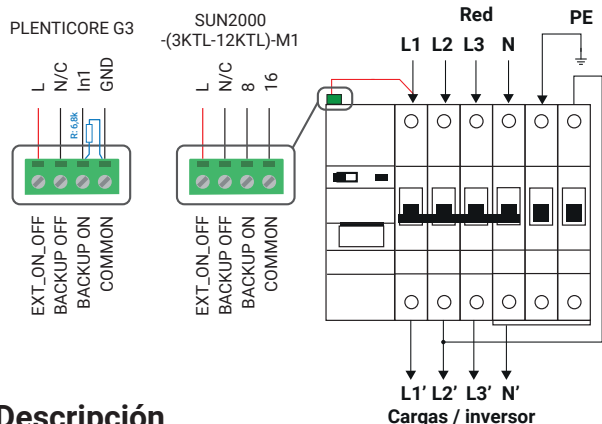 PLENTICORE G3
L
N/C
In1
GND
R: 6,8k
EXT_ON_OFF
BACKUP OFF
BACKUP ON
COMMON
SUN2000
-(3KTL-12KTL)-M1
L
N/C
8
16
EXT_ON_OFF
BACKUP OFF
BACKUP ON
COMMON
Red
PE
L1 L2 L3 N
L1' L2' L3' N'
Cargas / inversor
Descripción